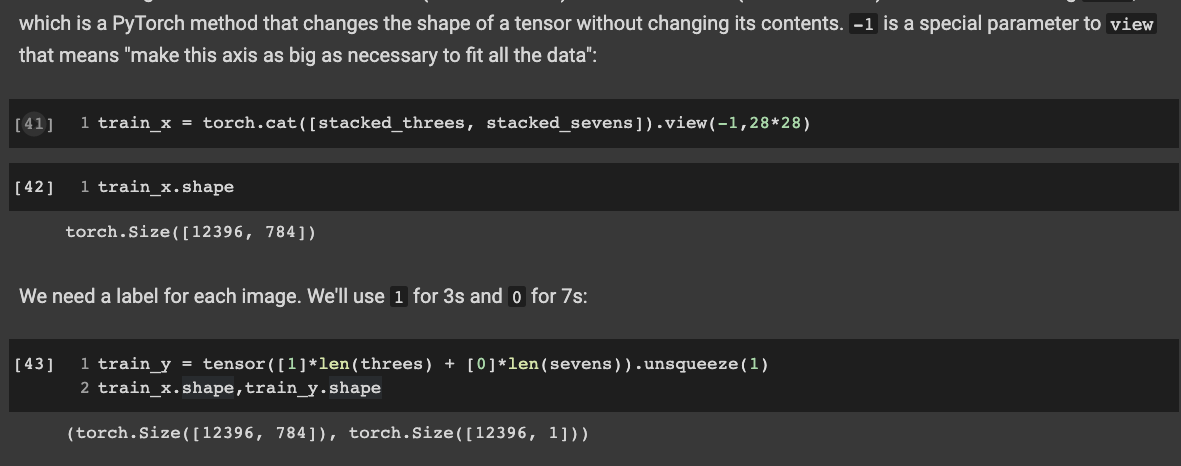 which is a PyTorch method that changes the shape of a tensor without changing its contents. -1 is a special parameter to view
that means "make this axis as big as necessary to fit all the data":
[41] 1 train_x = torch.cat([stacked_threes, stacked_sevens]).view(-1,28*28)
[42] 1 train_x.shape
torch.Size([12396, 784])
We need a label for each image. We'll use 1 for 3s and 0 for 7s:
[43] 1 train_y = tensor([1]*len(threes) + [0]*len(sevens)).unsqueeze(1)
2 train_x.shape,train_y.shape
(torch.Size([12396, 784]), torch.Size([12396, 1]))